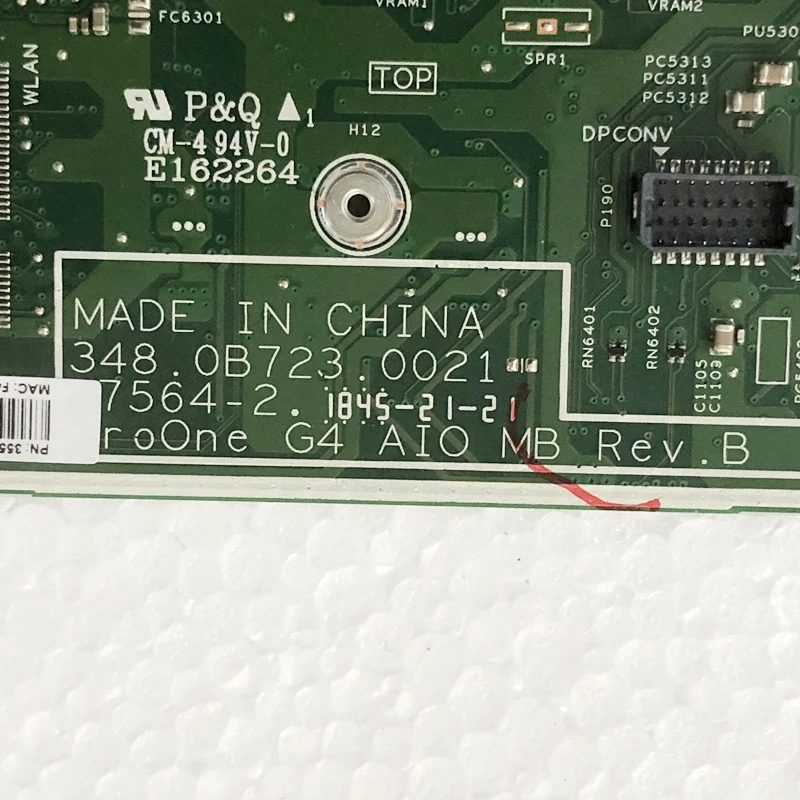 VRAM1
VRAM2
FC6301
PU530
SPR1
WLAN
TOP
PC5313
PC5311
PC5312
P&Q ▲1
CM-4 94V-0
E162264
H12
DPCONV
P190
MADE IN CHINA
348.0B723.0021
7564-2. 1845-21-21
roOne G4 AIO MB Rev.B
RN6401
RN6402
C1105
C1103
MAC: F
PN: 355